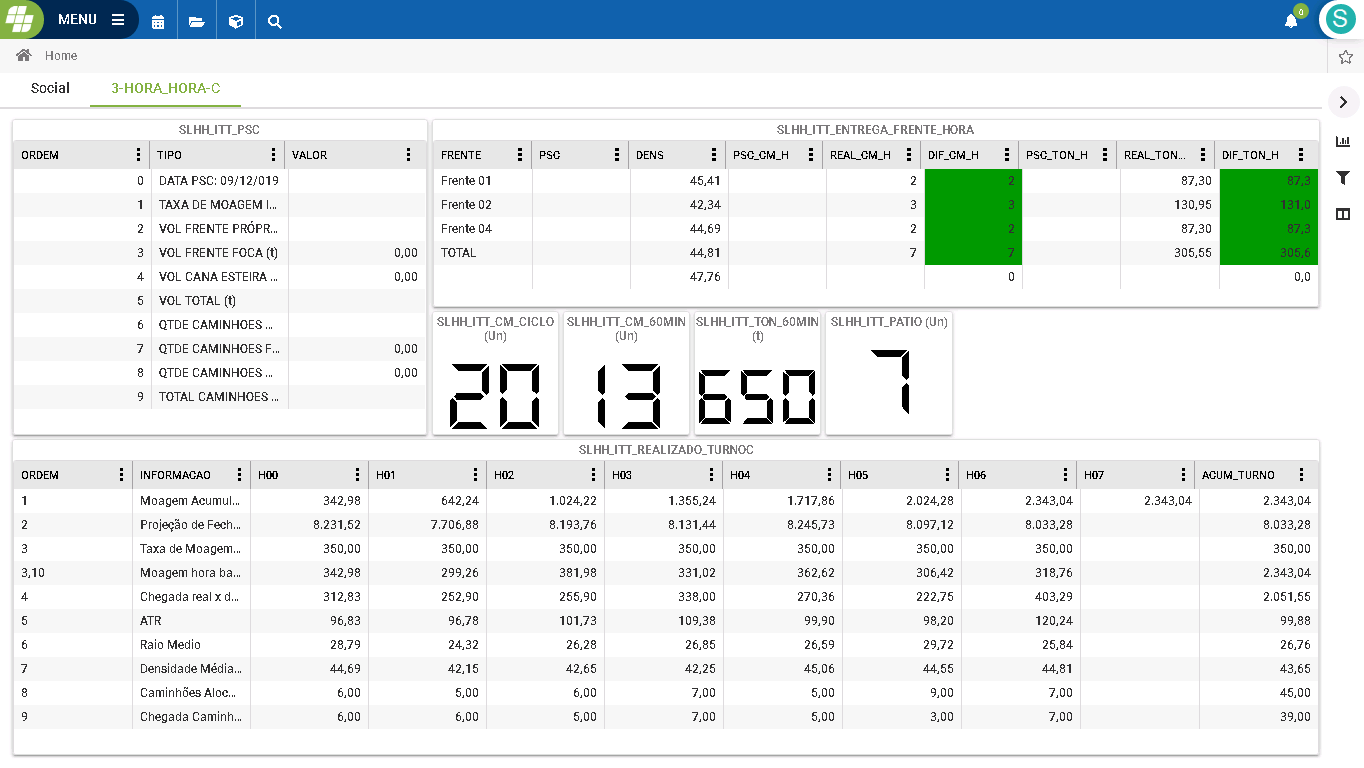 MENU
0
S
Home
Social 3-HORA_HORA-C
SLHH_ITT_PSC
ORDEM TIPO VALOR
0 DATA PSC: 09/12/019
1 TAXA DE MOAGEM I...
2 VOL FRENTE PRÓPR...
3 VOL FRENTE FOCA (t) 0,00
4 VOL CANA ESTEIRA ... 0,00
5 VOL TOTAL (t)
6 QTDE CAMINHOES ...
7 QTDE CAMINHOES F... 0,00
8 QTDE CAMINHOES ... 0,00
9 TOTAL CAMINHOES ...
SLHH_ITT_ENTREGA_FRENTE_HORA
FRENTE PSC DENS PSC_CM_H REAL_CM_H DIF_CM_H PSC_TON_H REAL_TON... DIF_TON_H
Frente 01 45,41 2 2 87,30 87,3
Frente 02 42,34 3 3 130,95 131,0
Frente 04 44,69 2 2 87,30 87,3
TOTAL 44,81 7 7 305,55 305,6
47,76 0 0,0
SLHH_ITT_CM_CICLO
(Un)
20
SLHH_ITT_CM_60MIN
(Un)
13
SLHH_ITT_TON_60MIN
(t)
650
SLHH_ITT_PATIO (Un)
7
SLHH_ITT_REALIZADO_TURNOC
ORDEM INFORMACAO H00 H01 H02 H03 H04 H05 H06 H07 ACUM_TURNO
1 Moagem Acumul... 342,98 642,24 1.024,22 1.355,24 1.717,86 2.024,28 2.343,04 2.343,04 2.343,04
2 Projeção de Fech... 8.231,52 7.706,88 8.193,76 8.131,44 8.245,73 8.097,12 8.033,28 8.033,28
3 Taxa de Moagem... 350,00 350,00 350,00 350,00 350,00 350,00 350,00 350,00
3,10 Moagem hora ba... 342,98 299,26 381,98 331,02 362,62 306,42 318,76 2.343,04
4 Chegada real x d... 312,83 252,90 255,90 338,00 270,36 222,75 403,29 2.051,55
5 ATR 96,83 96,78 101,73 109,38 99,90 98,20 120,24 99,88
6 Raio Medio 28,79 24,32 26,28 26,85 26,59 29,72 25,84 26,76
7 Densidade Média... 44,69 42,15 42,65 42,25 45,06 44,55 44,81 43,65
8 Caminhões Aloc... 6,00 5,00 6,00 7,00 5,00 9,00 7,00 45,00
9 Chegada Caminh... 6,00 6,00 5,00 7,00 5,00 3,00 7,00 39,00